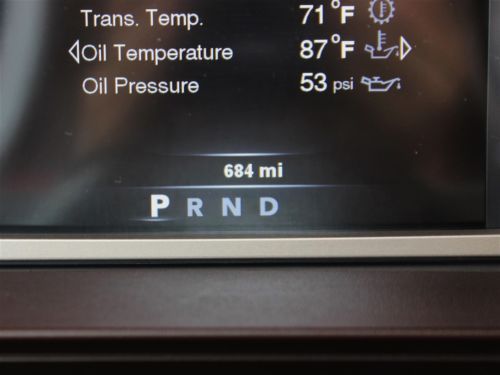 Trans. Temp. 71°F
Oil Temperature 87°F
Oil Pressure 53 psi
684 mi
P R N D